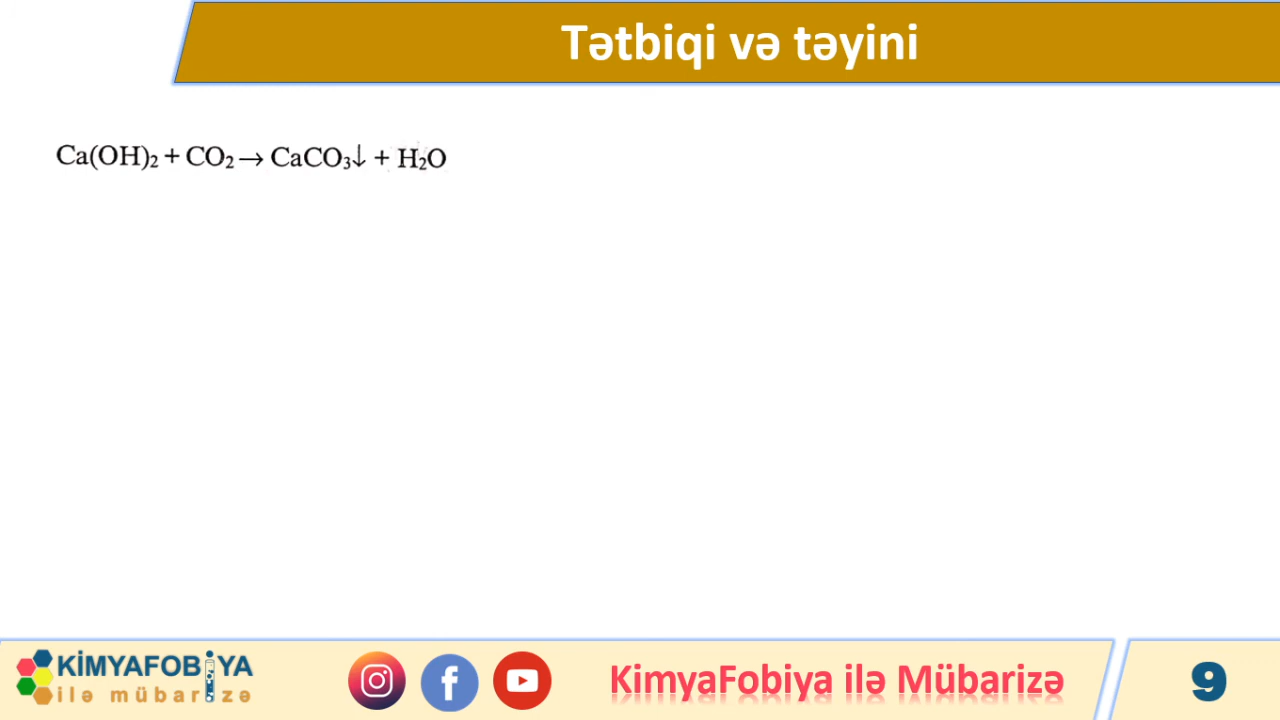 Tətbiqi və təyini
Ca(OH)₂ + CO₂ → CaCO₃↓ + H₂O
KİMYAFOBİYA
ilə mübarizə
KimyaFobiya ilə Mübarizə
9